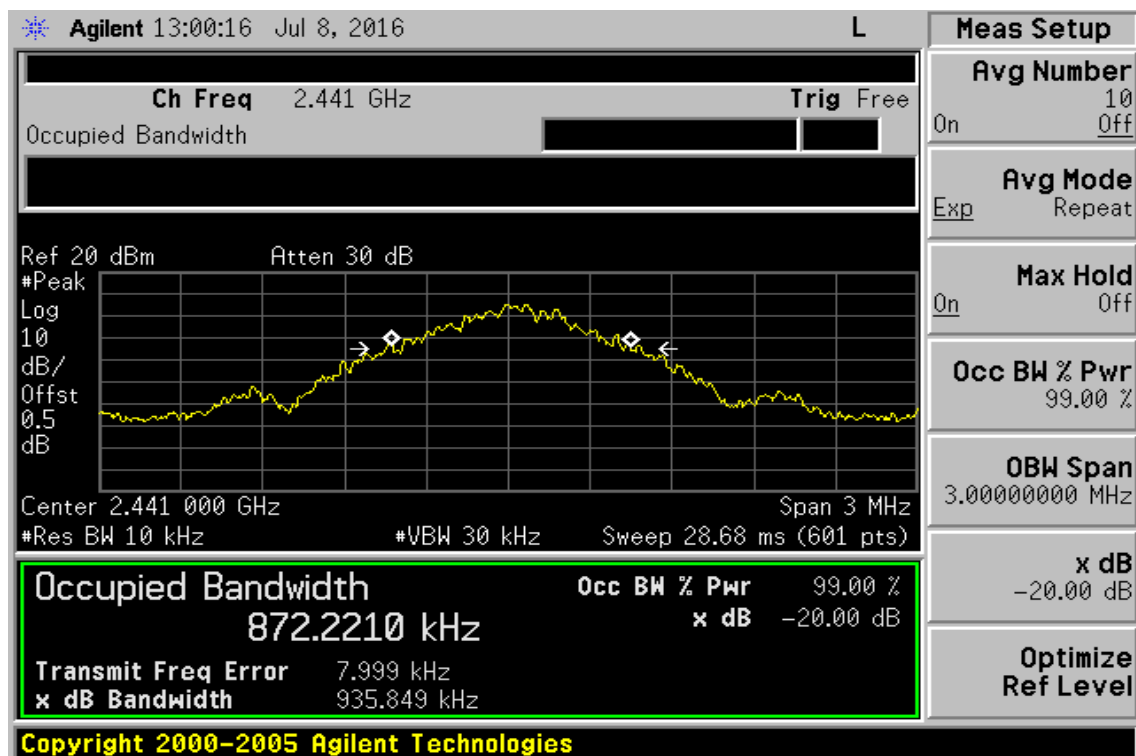 Agilent 13:00:16 Jul 8, 2016 L
Meas Setup
Ch Freq 2.441 GHz Trig Free
Occupied Bandwidth
Avg Number
10
On Off
Avg Mode
Exp Repeat
Max Hold
On Off
Occ BW % Pwr
99.00 %
OBW Span
3.00000000 MHz
x dB
-20.00 dB
Optimize
Ref Level
Ref 20 dBm Atten 30 dB
#Peak
Log
10
dB/
Offst
0.5
dB
Center 2.441 000 GHz Span 3 MHz
#Res BW 10 kHz #VBW 30 kHz Sweep 28.68 ms (601 pts)
Occupied Bandwidth Occ BW % Pwr 99.00 %
872.2210 kHz x dB -20.00 dB
Transmit Freq Error 7.999 kHz
x dB Bandwidth 935.849 kHz
Copyright 2000-2005 Agilent Technologies